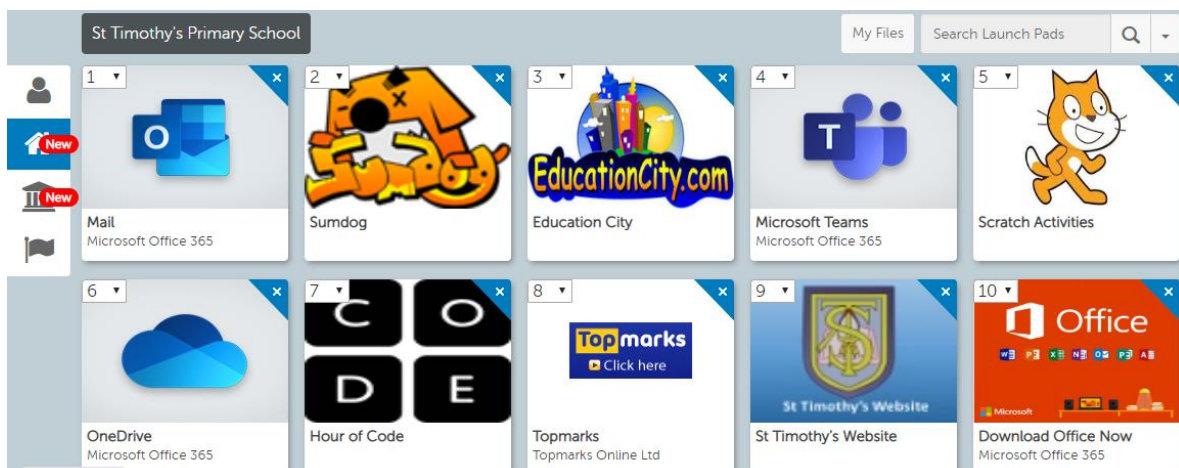 St Timothy's Primary School
My Files
Search Launch Pads
New
New
1
2
3
4
5
O
EducationCity.com
T
Mail
Microsoft Office 365
Sumdog
Education City
Microsoft Teams
Microsoft Office 365
Scratch Activities
6
7
8
9
10
C O
D E
Topmarks
Click here
St Timothy's Website
Office
Microsoft
OneDrive
Microsoft Office 365
Hour of Code
Topmarks
Topmarks Online Ltd
St Timothy's Website
Download Office Now
Microsoft Office 365